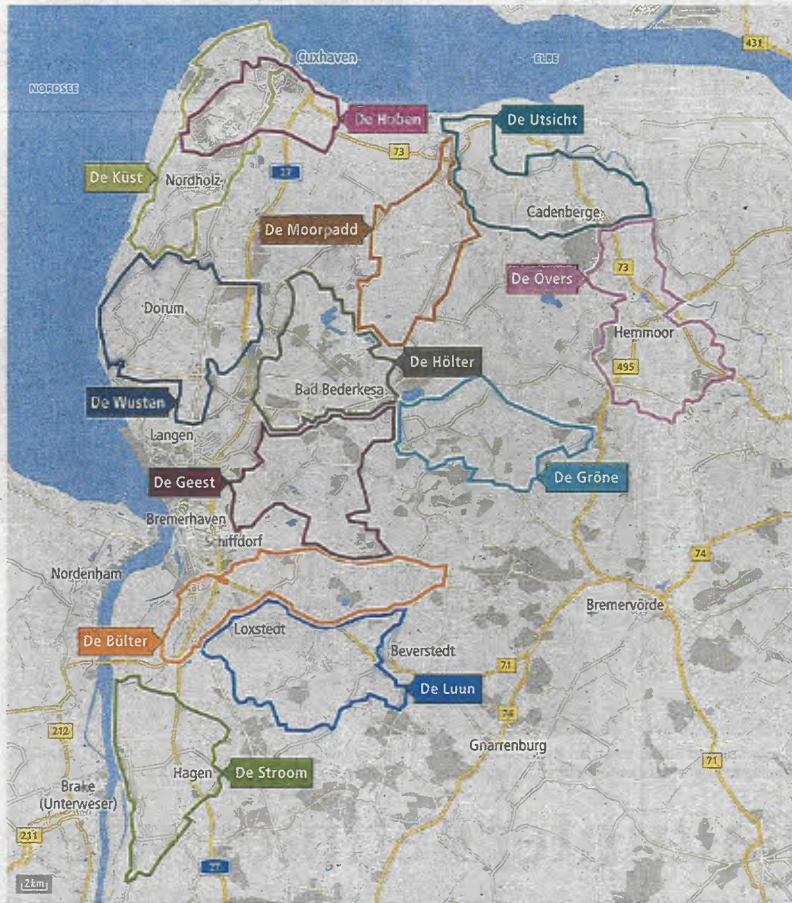 431
Cuxhaven
ELBE
NORDSEE
De Hoben
De Utsicht
73
De Küst
Nordholz
27
Cadenberge
De Moorpadd
73
De Övers
Dorum
Hemmoor
De Hölter
495
Bad Bederkesa
De Wusten
Langen
De Geest
De Gröne
Bremerhaven
Schiffdorf
74
Nordenham
Bremervörde
Loxstedt
De Bülter
Beverstedt
71
De Luun
212
74
Gnarrenburg
71
Hagen
De Stroom
Brake
(Unterweser)
211
27
2km